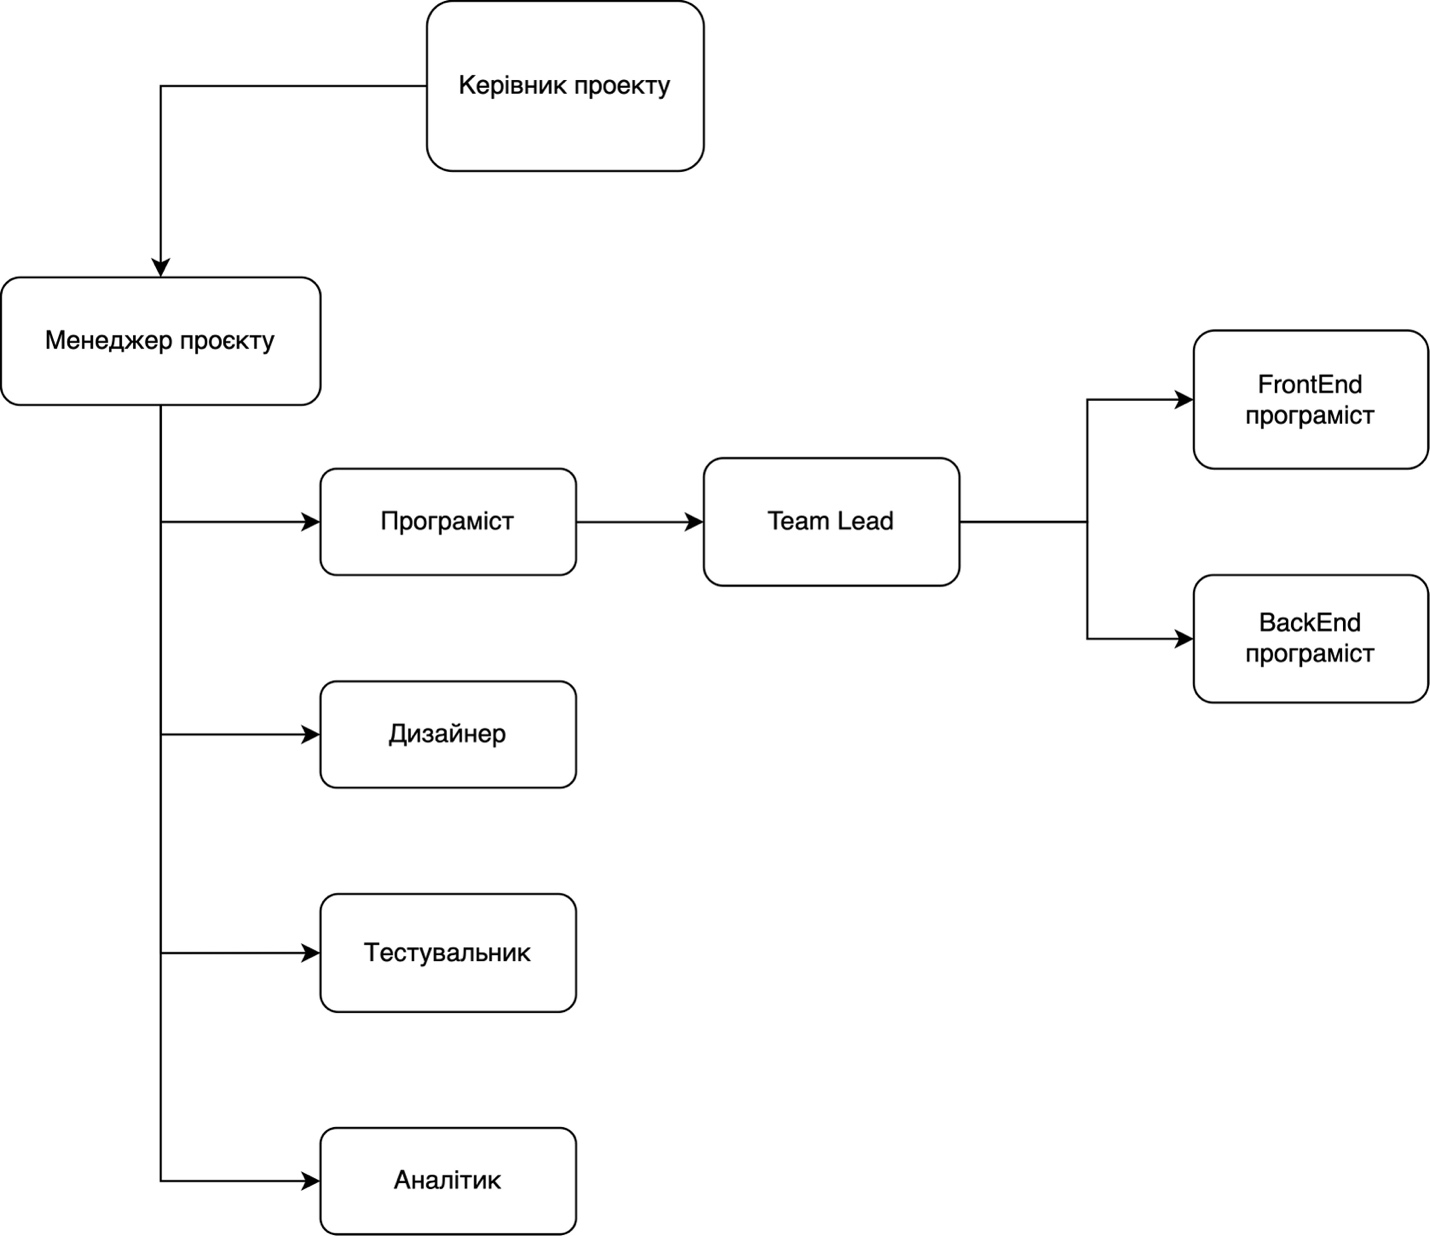 Керівник проекту
Менеджер проєкту
FrontEnd
програміст
Програміст
Team Lead
BackEnd
програміст
Дизайнер
Тестувальник
Аналітик